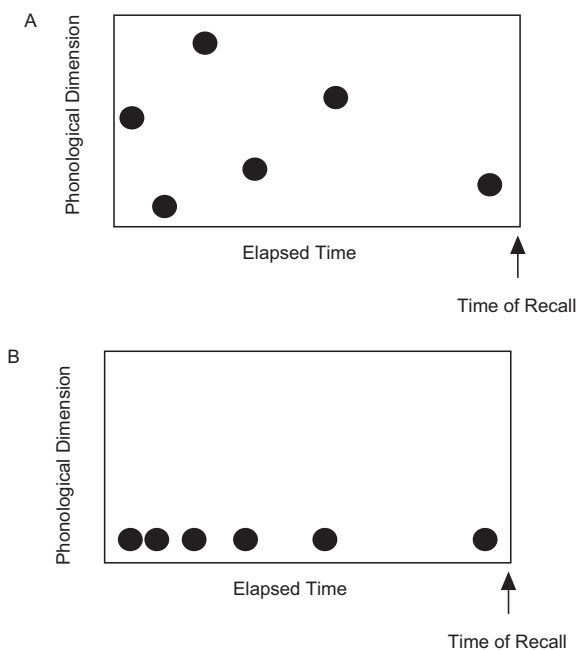 A
Phonological Dimension
Elapsed Time
Time of Recall
B
Phonological Dimension
Elapsed Time
Time of Recall